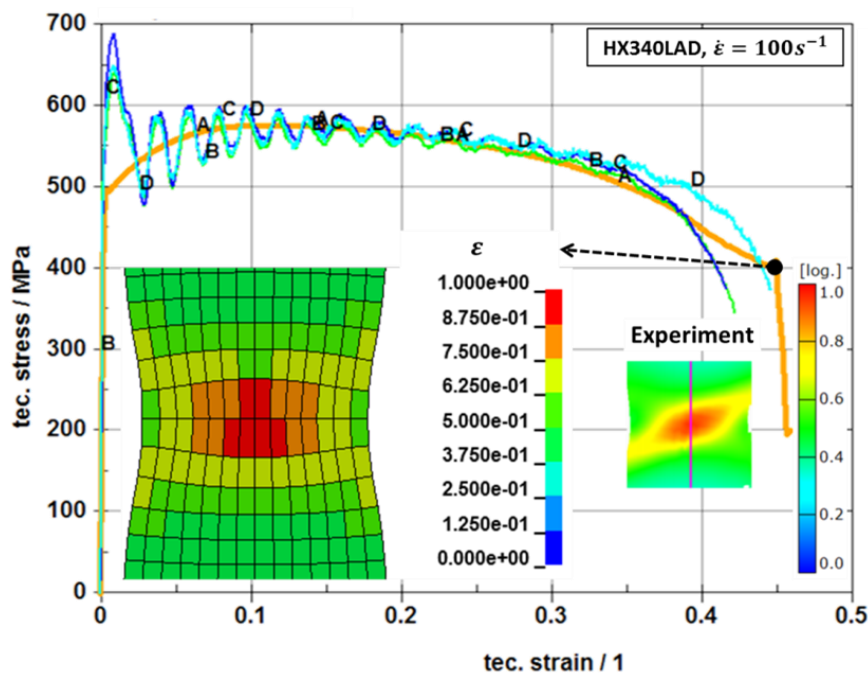 700
HX340LAD, ε̇ = 100s⁻¹
C
600
C D
A
A
B
C
D
B A
C
D
B
B C
A
D
D
500
ε
400
[log.]
1.000e+00
1.0
8.750e-01
Experiment
0.8
B
300
7.500e-01
6.250e-01
0.6
5.000e-01
200
3.750e-01
0.4
2.500e-01
100
1.250e-01
0.2
0.000e+00
0.0
0
0
0.1
0.2
0.3
0.4
0.5
tec. stress / MPa
tec. strain / 1